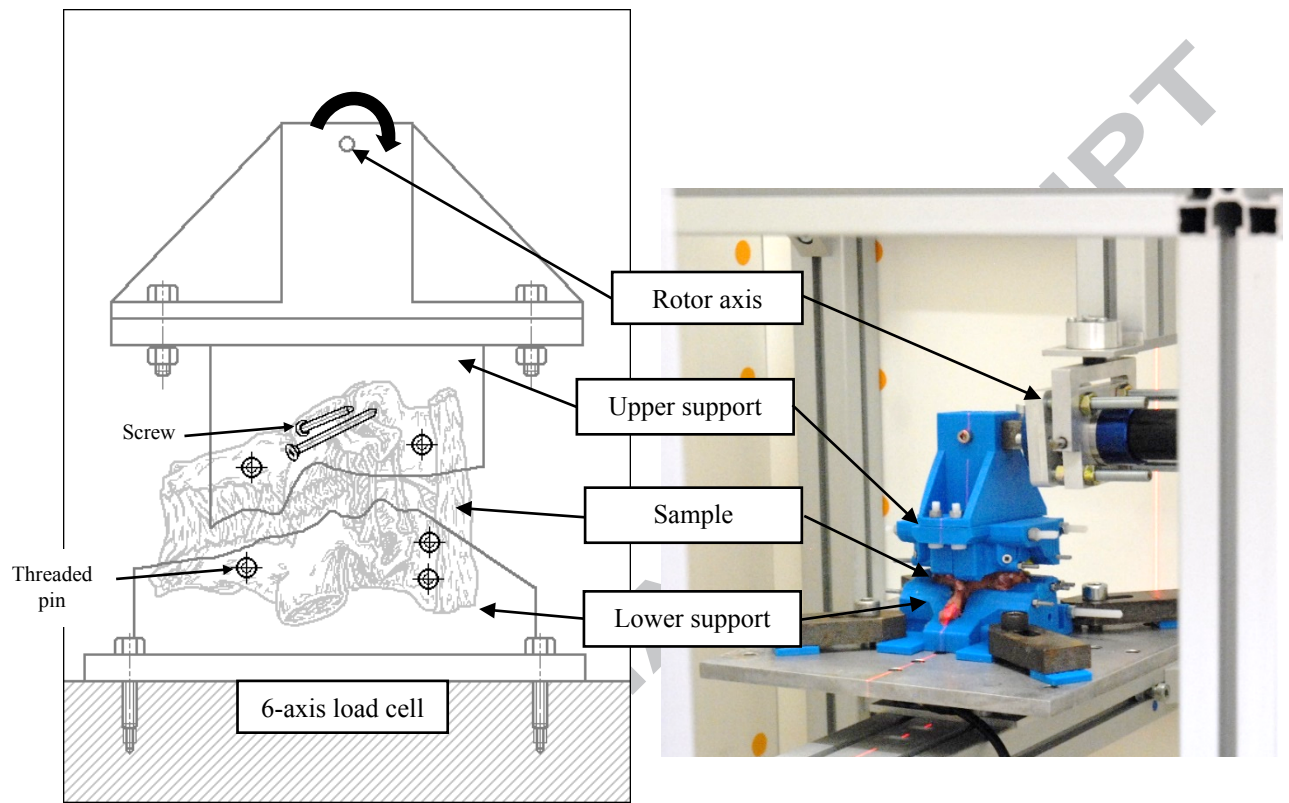 Rotor axis
Upper support
Screw
Sample
Threaded
pin
Lower support
6-axis load cell